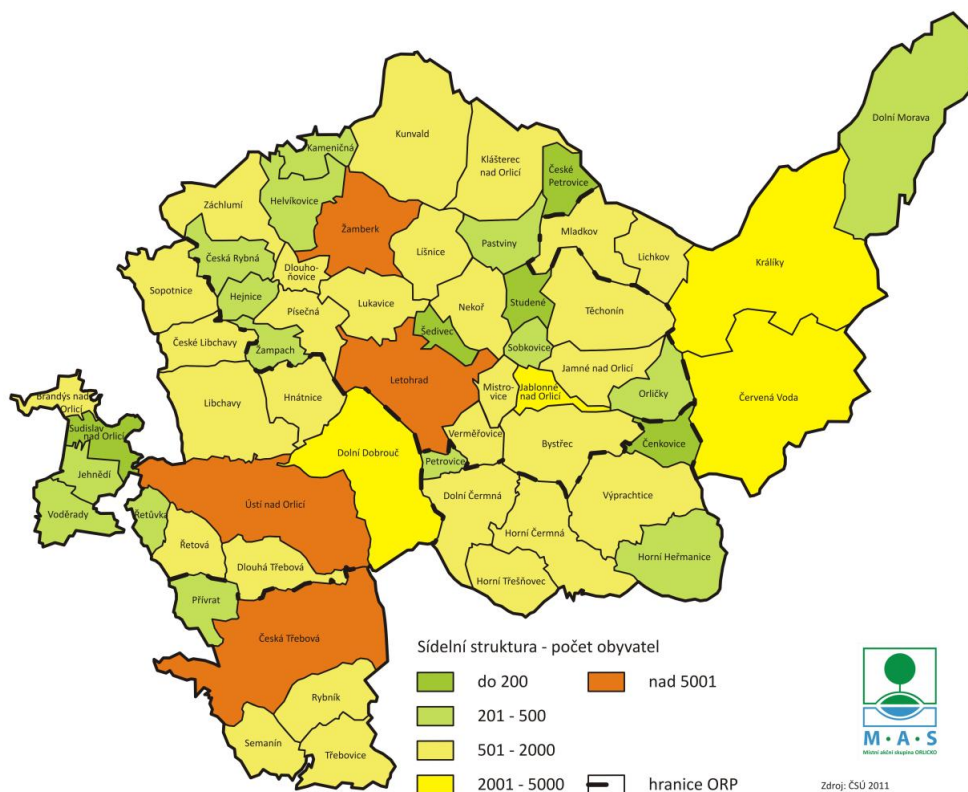 Dolní Morava
Kunvald
Kameničná
Klášterec
nad Orlicí
České
Petrovice
Helvíkovice
Záchlumí
Žamberk
Líšnice
Pastviny
Mladkov
Lichkov
Králíky
Česká Rybná
Dlouho-
ňovice
Sopotnice
Hejnice
Písečná
Lukavice
Nekoř
Studené
Těchonín
Šedivec
České Libchavy
Žampach
Sobkovice
Jamné nad Orlicí
Letohrad
Mistro-
vice
Jablonné
nad Orlicí
Orličky
Červená Voda
Brandýs nad
Orlicí
Libchavy
Hnátnice
Sudislav
nad Orlicí
Verměřovice
Bystřec
Čenkovice
Dolní Dobrouč
Petrovice
Jehnědí
Voděrady
Ústí nad Orlicí
Dolní Čermná
Výprachtice
Řetůvka
Řetová
Horní Čermná
Horní Heřmanice
Dlouhá Třebová
Horní Třešňovec
Přívrat
Česká Třebová
Rybník
Semanín
Třebovice
Sídelní struktura - počet obyvatel
do 200
nad 5001
201 - 500
501 - 2000
2001 - 5000
hranice ORP
M · A · S
Místní akční skupina ORLICKO
Zdroj: ČSÚ 2011